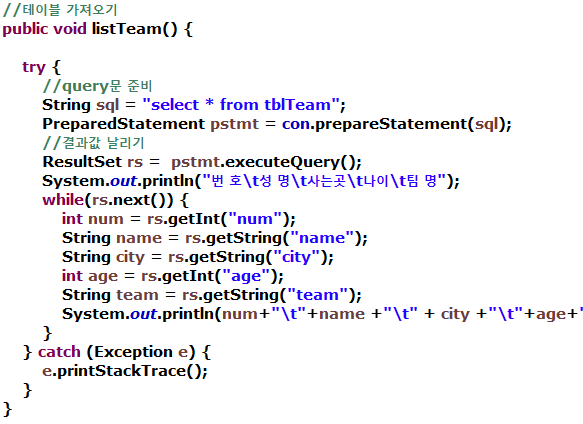 //테이블 가져오기
public void listTeam() {
try {
//query문 준비
String sql = "select * from tblTeam";
PreparedStatement pstmt = con.prepareStatement(sql);
//결과값 날리기
ResultSet rs =  pstmt.executeQuery();
System.out.println("번 호\t성 명\t사는곳\t나이\t팀 명");
while(rs.next()) {
int num = rs.getInt("num");
String name = rs.getString("name");
String city = rs.getString("city");
int age = rs.getInt("age");
String team = rs.getString("team");
System.out.println(num+"\t"+name +"\t" + city +"\t"+age+'
}
} catch (Exception e) {
e.printStackTrace();
}
}